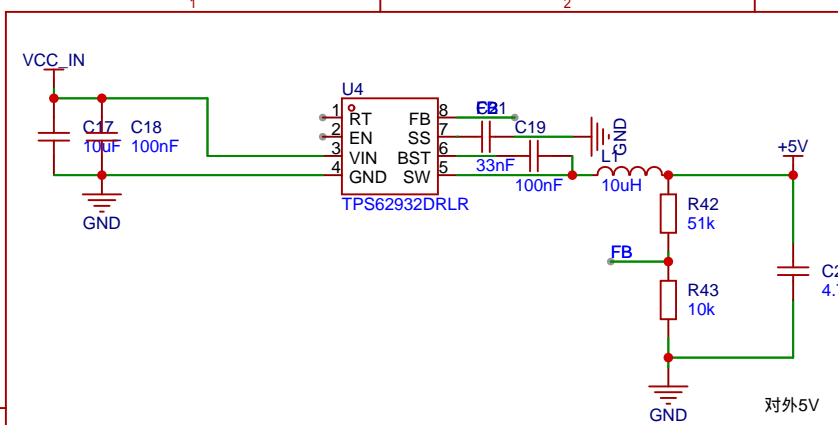 1
2
VCC_IN
C17
10uF
C18
100nF
U4
1
RT
2
EN
3
VIN
4
GND
FB
8
SS
7
BST
6
SW
5
TPS62932DRLR
FB
33nF
C19
100nF
GND
L1
10uH
+5V
R42
51k
FB
R43
10k
GND
GND
对外5V